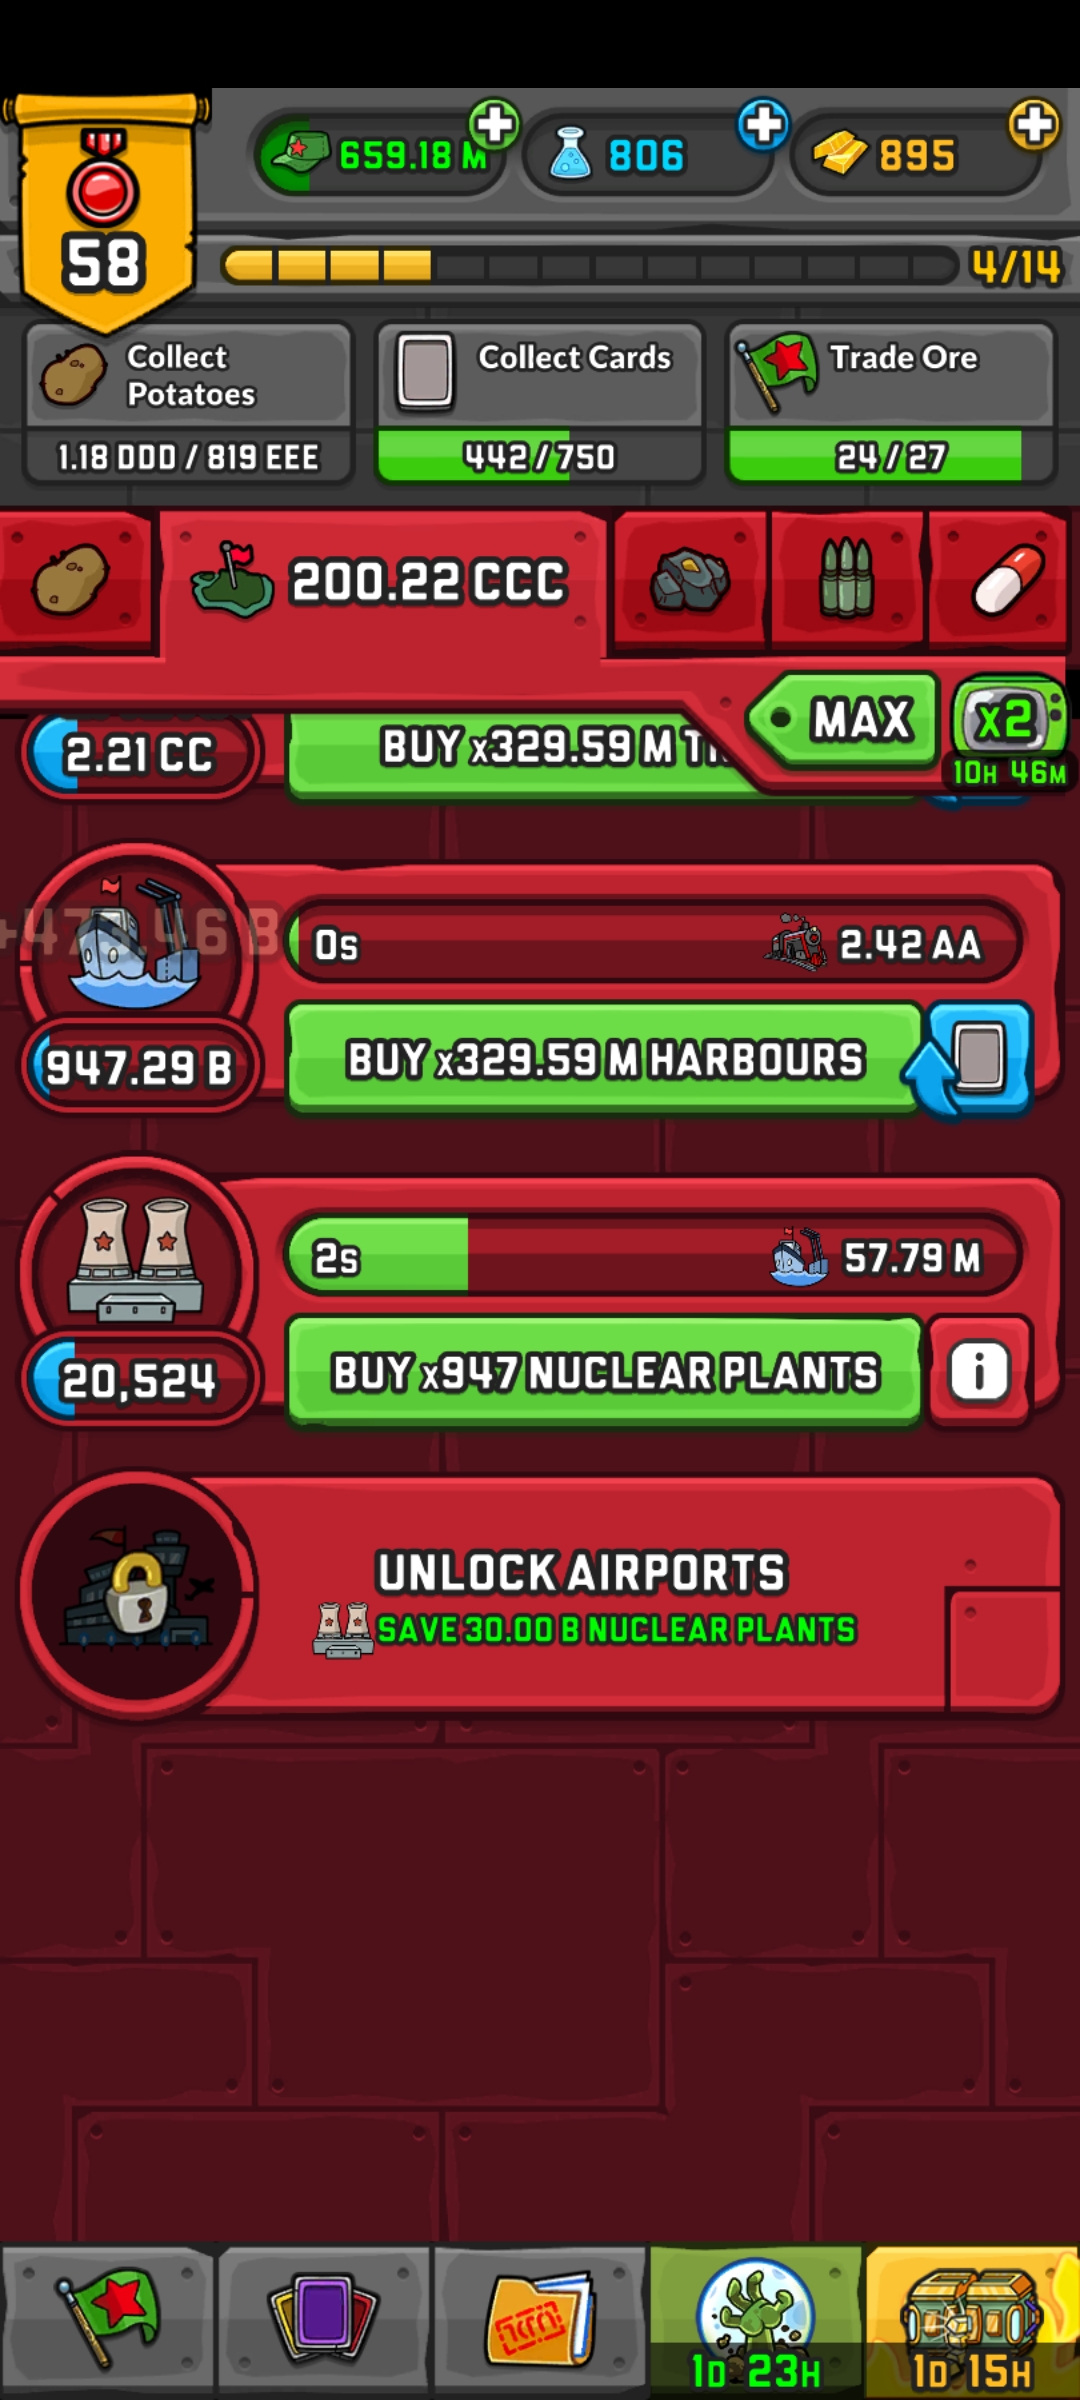 58
659.18 M
806
895
4/14
Collect Potatoes
1.18 DDD / 819 EEE
Collect Cards
442/750
Trade Ore
24/27
200.22 CCC
MAX
x2
10H 46M
2.21 CC
BUY x329.59 M
0s
2.42 AA
947.29 B
BUY x329.59 M HARBOURS
2s
57.79 M
20,524
BUY x947 NUCLEAR PLANTS
i
UNLOCK AIRPORTS
SAVE 30.00 B NUCLEAR PLANTS
1D 23H
1D 15H